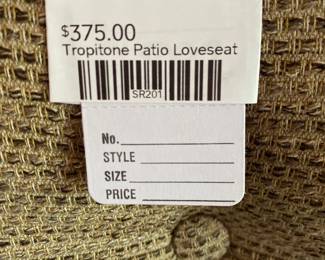 $375.00
Tropitone Patio Loveseat
SR201
No.
STYLE
SIZE
PRICE